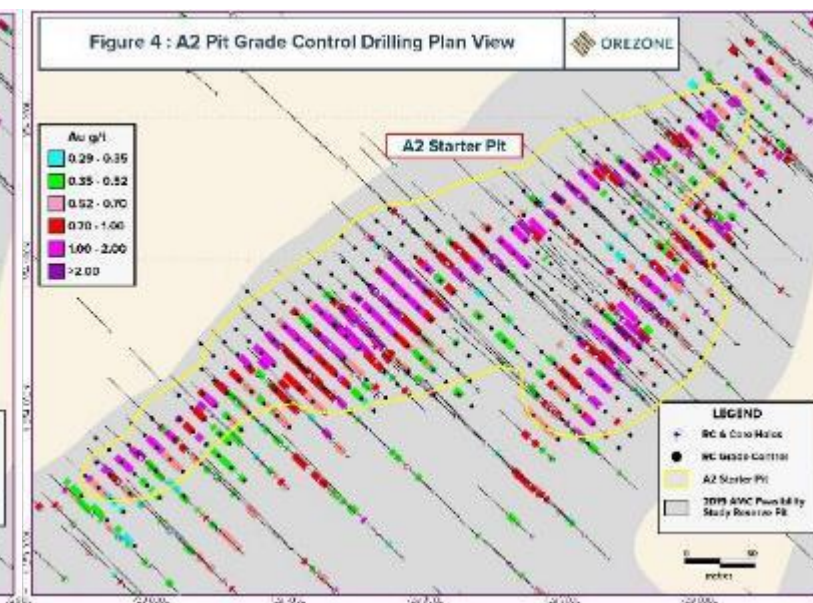 Figure 4 : A2 Pit Grade Control Drilling Plan View
OREZONE
A2 Starter Pit
Au g/t
0.29 - 0.35
0.35 - 0.52
0.52 - 0.70
0.70 - 1.00
1.00 - 2.00
>2.00
LEGEND
RC & Core Holes
RC Grade Control
A2 Starter Pit
2019 AMC Feasibility
Study Reserve Pit
0 50
metres